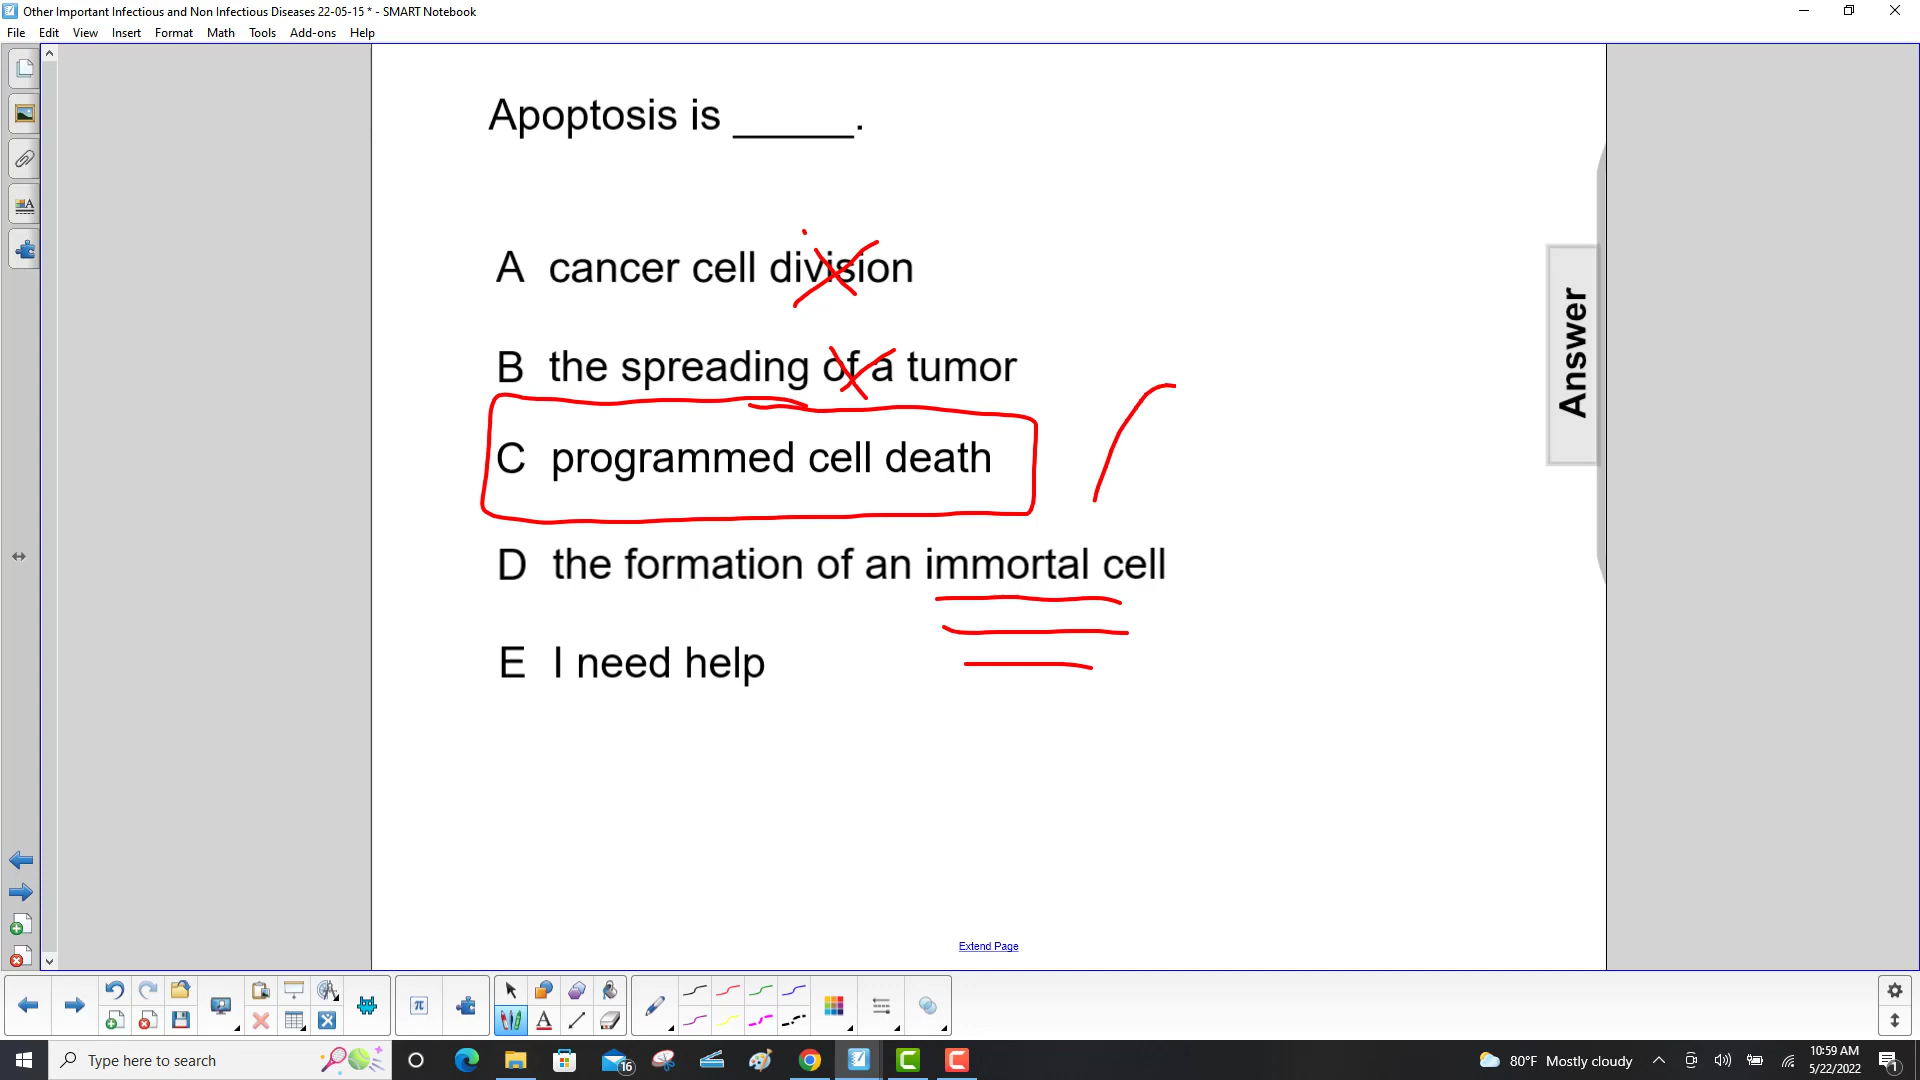 Other Important Infectious and Non Infectious Diseases 22-05-15 * - SMART Notebook
File Edit View Insert Format Math Tools Add-ons Help
Apoptosis is ______.
A cancer cell division
B the spreading of a tumor
C programmed cell death
D the formation of an immortal cell
E I need help
Answer
Extend Page
Type here to search
16
80°F Mostly cloudy
10:59 AM
5/22/2022
1